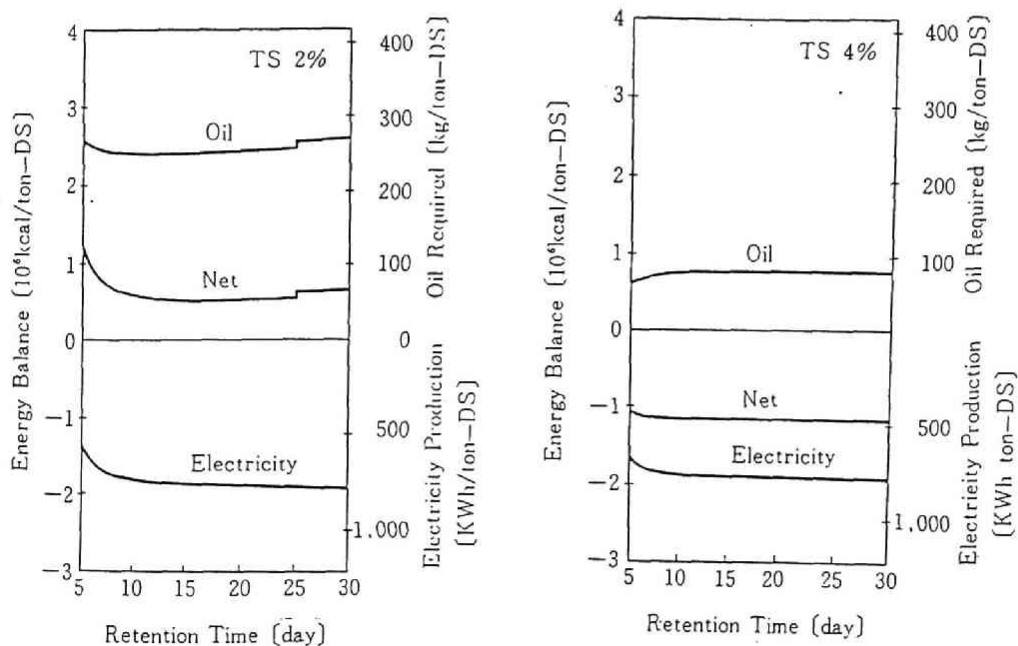 TS 2%
Energy Balance [10⁶kcal/ton—DS]
4
3
2
1
0
—1
—2
—3
Oil
Net
Electricity
400
300
200
100
0
500
1.000
Oil Required [kg/ton—DS]
Electricity Production
[KWh/ton—DS]
5 10 15 20 25 30
Retention Time [day]
TS 4%
Energy Balance [10⁶kcal/ton—DS]
4
3
2
1
0
—1
—2
—3
Oil
Net
Electricity
400
300
200
100
0
500
1.000
Oil Required [kg/ton—DS]
Electrieity Production
[KWh ton—DS]
5 10 15 20 25 30
Retention Time [day]